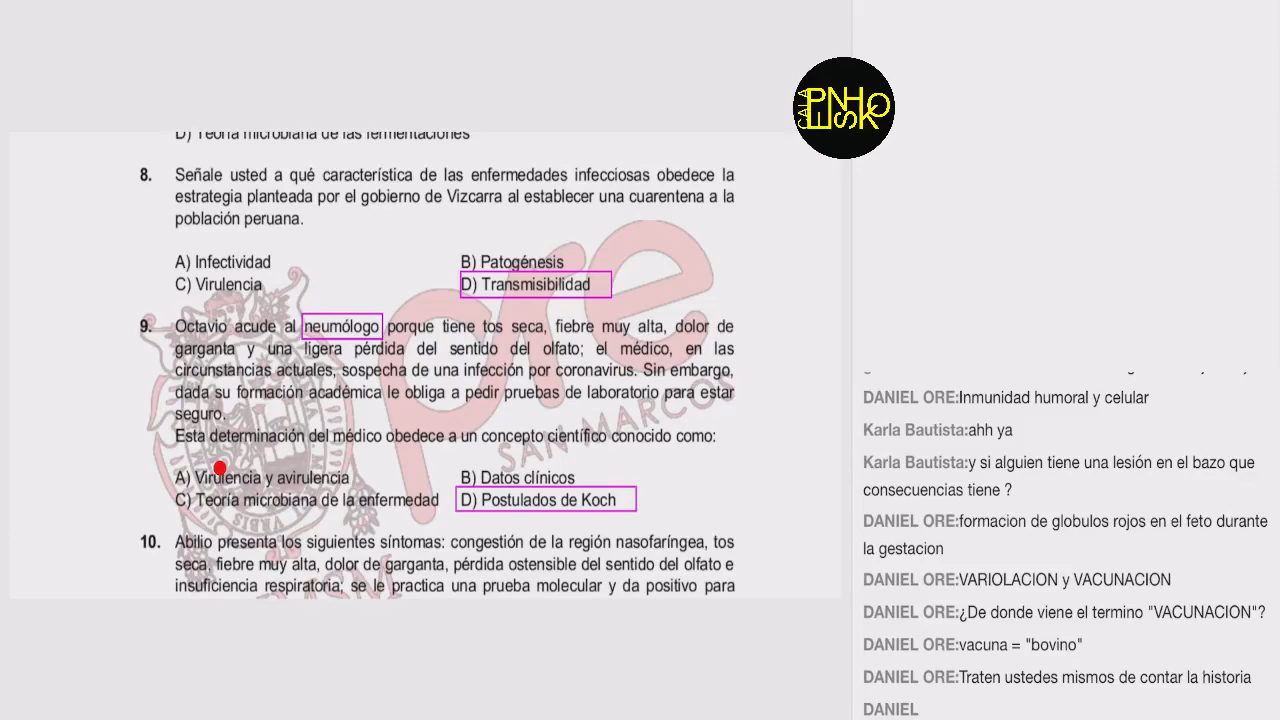 CALA
PNHO
ESK
D) Teoría microbiana de las fermentaciones
8. Señale usted a qué característica de las enfermedades infecciosas obedece la
estrategia planteada por el gobierno de Vizcarra al establecer una cuarentena a la
población peruana.
A) Infectividad B) Patogénesis
C) Virulencia D) Transmisibilidad
9. Octavio acude al neumólogo porque tiene tos seca, fiebre muy alta, dolor de
garganta y una ligera pérdida del sentido del olfato; el médico, en las
circunstancias actuales, sospecha de una infección por coronavirus. Sin embargo,
dada su formación académica le obliga a pedir pruebas de laboratorio para estar
seguro.
Esta determinación del médico obedece a un concepto científico conocido como:
A) Virulencia y avirulencia B) Datos clínicos
C) Teoría microbiana de la enfermedad D) Postulados de Koch
10. Abilio presenta los siguientes síntomas: congestión de la región nasofaríngea, tos
seca, fiebre muy alta, dolor de garganta, pérdida ostensible del sentido del olfato e
insuficiencia respiratoria; se le practica una prueba molecular y da positivo para
pre
SAN MARCOS
DANIEL ORE:Inmunidad humoral y celular
Karla Bautista:ahh ya
Karla Bautista:y si alguien tiene una lesión en el bazo que
consecuencias tiene ?
DANIEL ORE:formacion de globulos rojos en el feto durante
la gestacion
DANIEL ORE:VARIOLACION y VACUNACION
DANIEL ORE:¿De donde viene el termino "VACUNACION"?
DANIEL ORE:vacuna = "bovino"
DANIEL ORE:Traten ustedes mismos de contar la historia
DANIEL